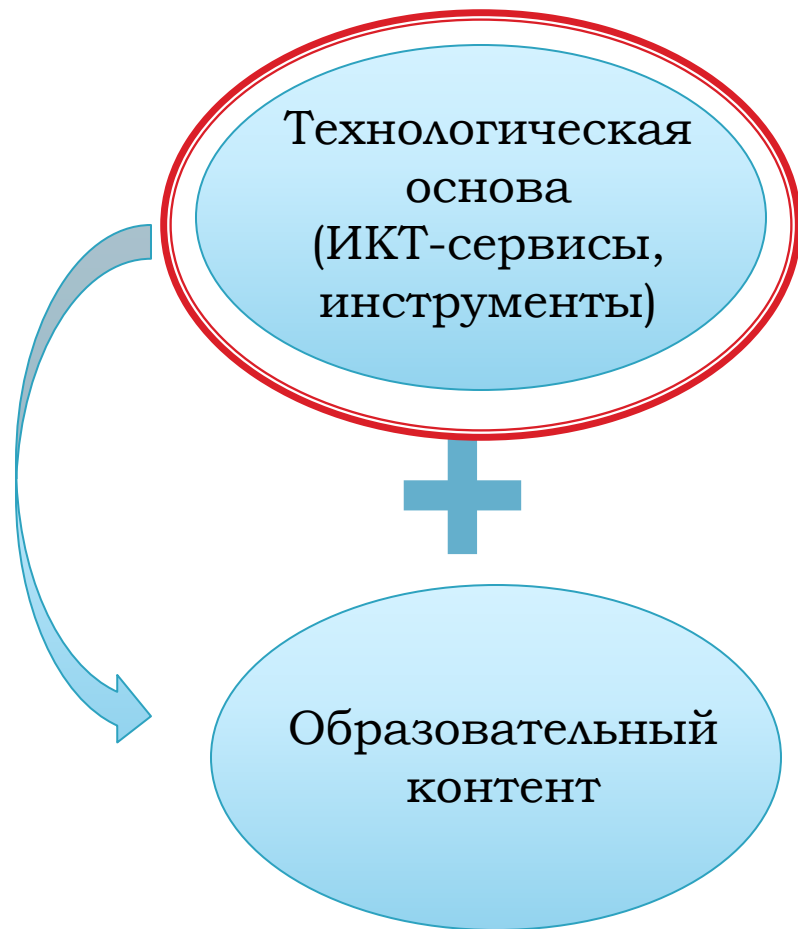 Технологическая
основа
(ИКТ-сервисы,
инструменты)
Образовательный
контент